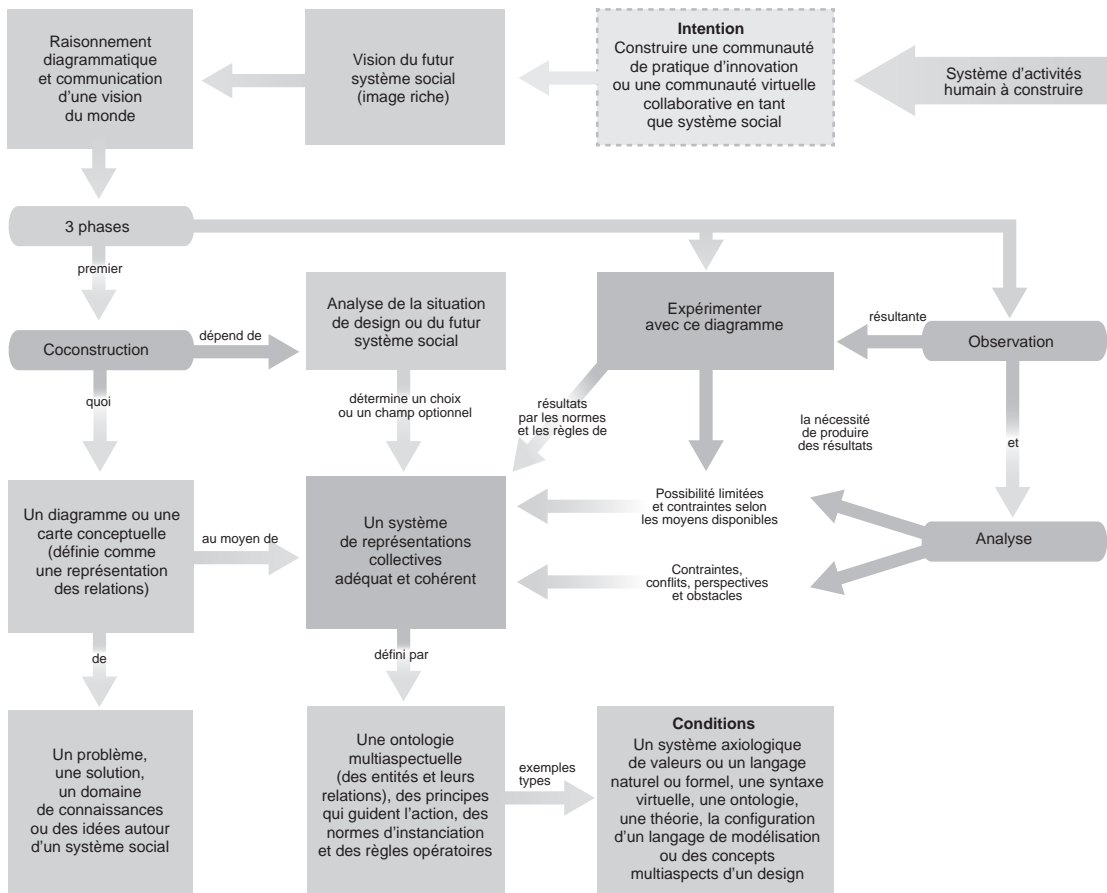 Raisonnement
diagrammatique
et communication
d'une vision
du monde
Vision du futur
système social
(image riche)
Intention
Construire une communauté
de pratique d'innovation
ou une communauté virtuelle
collaborative en tant
que système social
Système d'activités
humain à construire
3 phases
premier
Coconstruction
dépend de
Analyse de la situation
de design ou du futur
système social
Expérimenter
avec ce diagramme
résultante
Observation
quoi
détermine un choix
ou un champ optionnel
résultats
par les normes
et les règles de
la nécessité
de produire
des résultats
et
Un diagramme ou une
carte conceptuelle
(définie comme
une représentation
des relations)
au moyen de
Un système
de représentations
collectives
adéquat et cohérent
Possibilité limitées
et contraintes selon
les moyens disponibles
Contraintes,
conflits, perspectives
et obstacles
Analyse
de
défini par
Un problème,
une solution,
un domaine
de connaissances
ou des idées autour
d'un système social
Une ontologie
multiaspectuelle
(des entités et leurs
relations), des principes
qui guident l'action, des
normes d'instanciation
et des règles opératoires
exemples
types
Conditions
Un système axiologique
de valeurs ou un langage
naturel ou formel, une syntaxe
virtuelle, une ontologie,
une théorie, la configuration
d'un langage de modélisation
ou des concepts
multiaspects d'un design